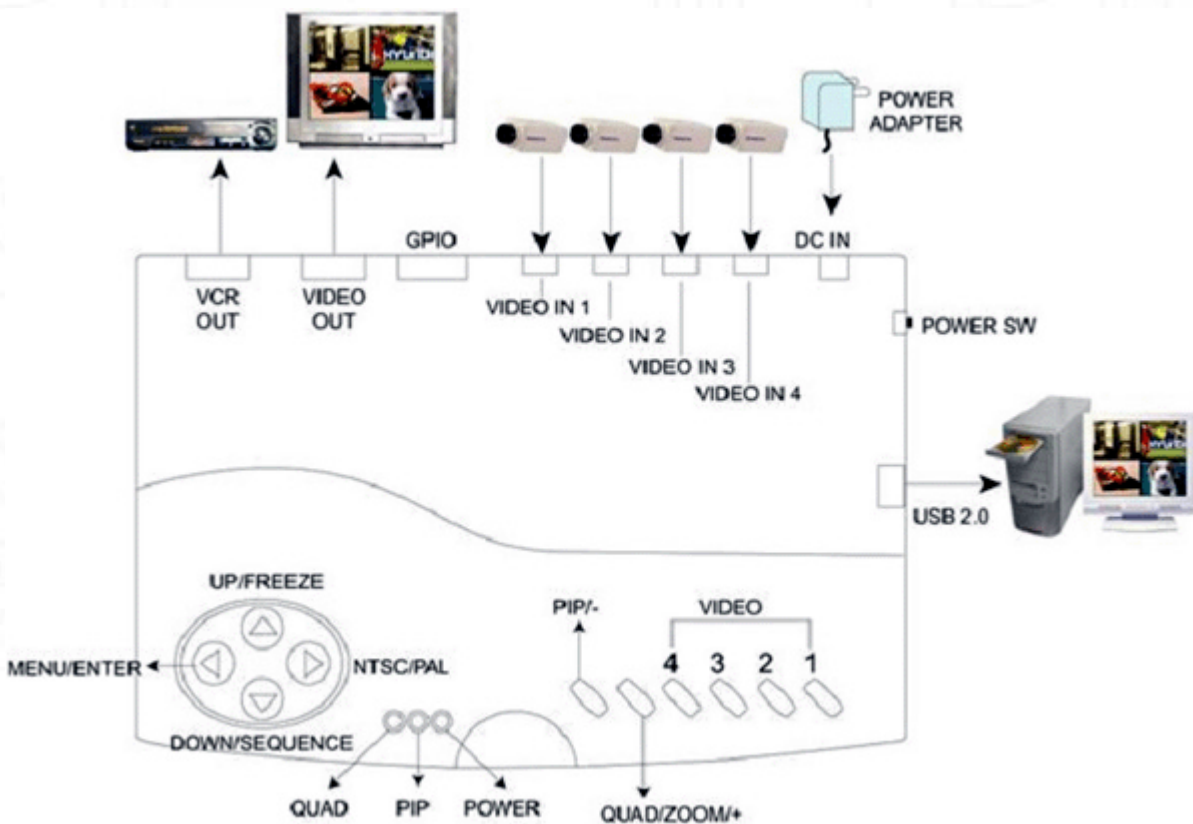 HYUNDAI
POWER
ADAPTER
GPIO
DC IN
VCR
OUT
VIDEO
OUT
VIDEO IN 1
VIDEO IN 2
VIDEO IN 3
VIDEO IN 4
POWER SW
USB 2.0
UP/FREEZE
MENU/ENTER
NTSC/PAL
DOWN/SEQUENCE
PIP/-
VIDEO
4 3 2 1
QUAD
PIP
POWER
QUAD/ZOOM/+